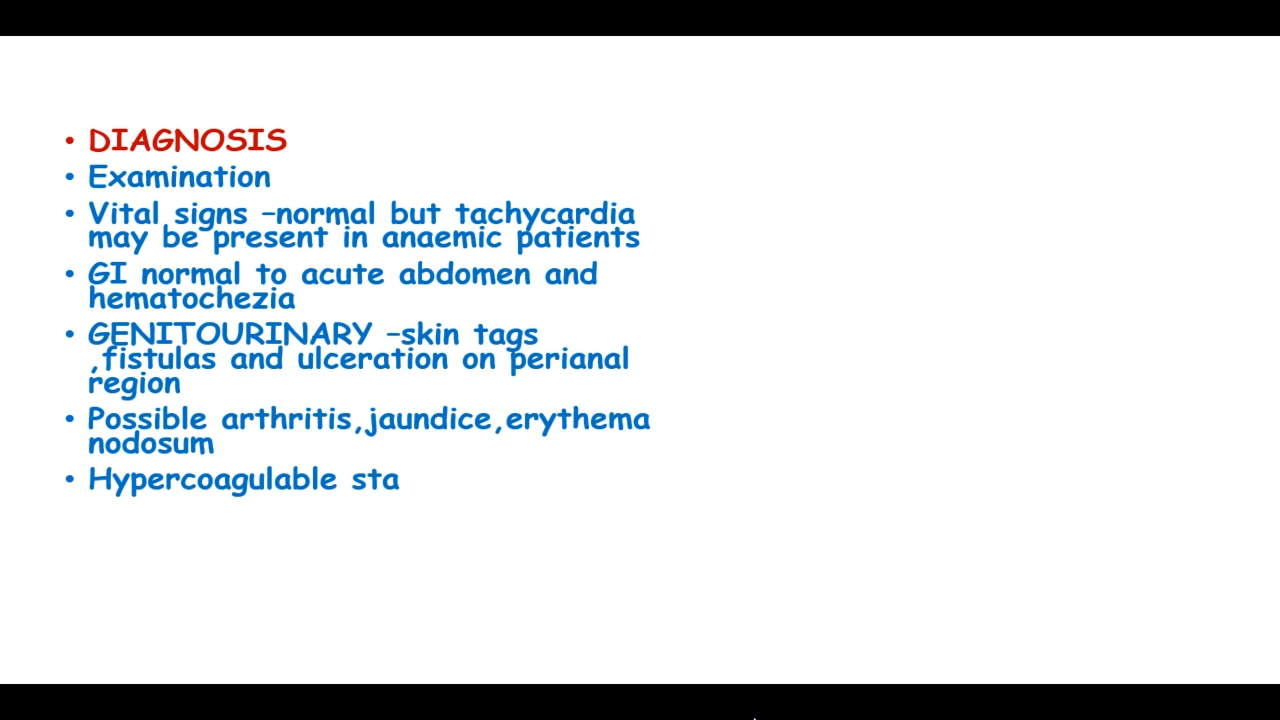 • DIAGNOSIS
• Examination
• Vital signs –normal but tachycardia
may be present in anaemic patients
• GI normal to acute abdomen and
hematochezia
• GENITOURINARY –skin tags
,fistulas and ulceration on perianal
region
• Possible arthritis,jaundice,erythema
nodosum
• Hypercoagulable sta